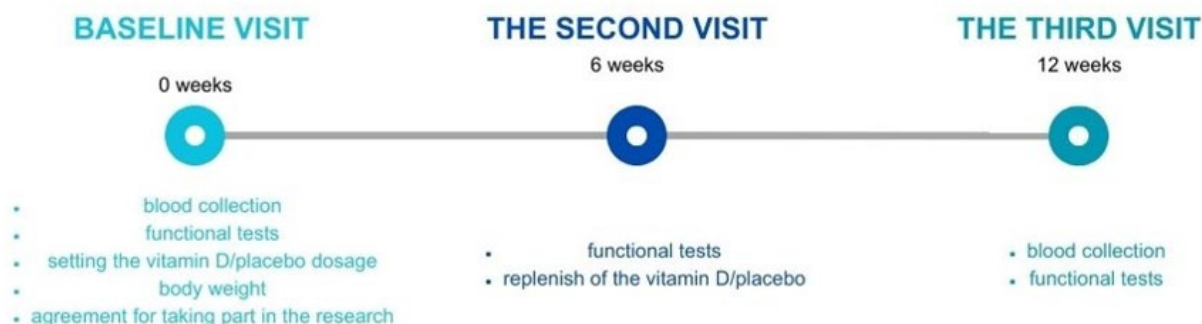 BASELINE VISIT
0 weeks
• blood collection
• functional tests
• setting the vitamin D/placebo dosage
• body weight
• agreement for taking part in the research
THE SECOND VISIT
6 weeks
• functional tests
• replenish of the vitamin D/placebo
THE THIRD VISIT
12 weeks
• blood collection
• functional tests